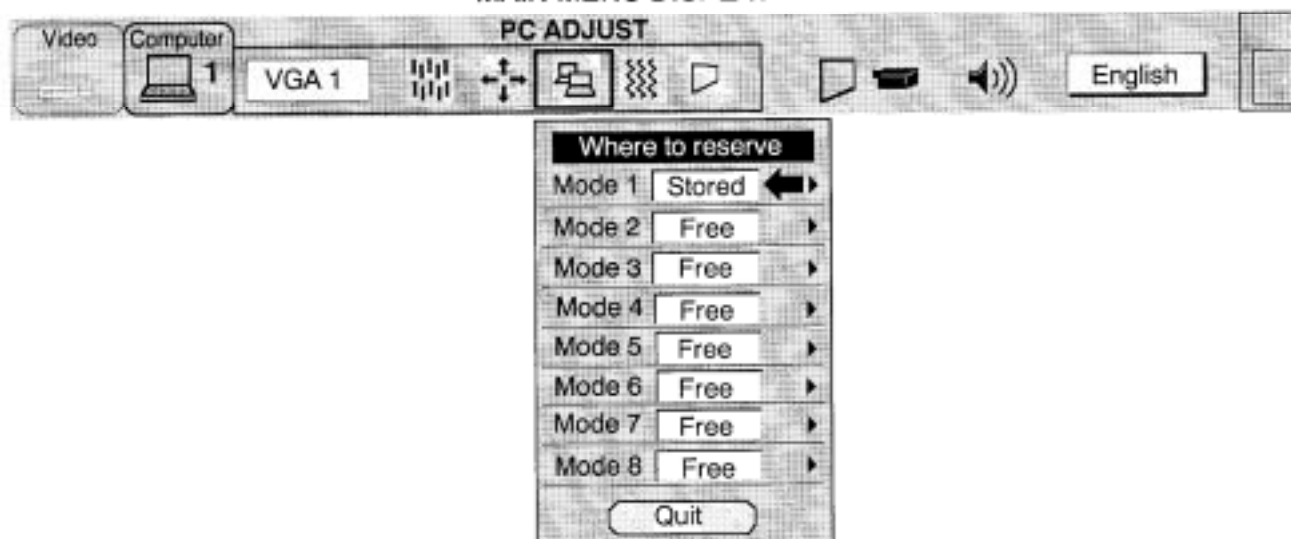 PC ADJUST
Video
Computer
1
VGA 1
English
Where to reserve
Mode 1 Stored
Mode 2 Free
Mode 3 Free
Mode 4 Free
Mode 5 Free
Mode 6 Free
Mode 7 Free
Mode 8 Free
Quit